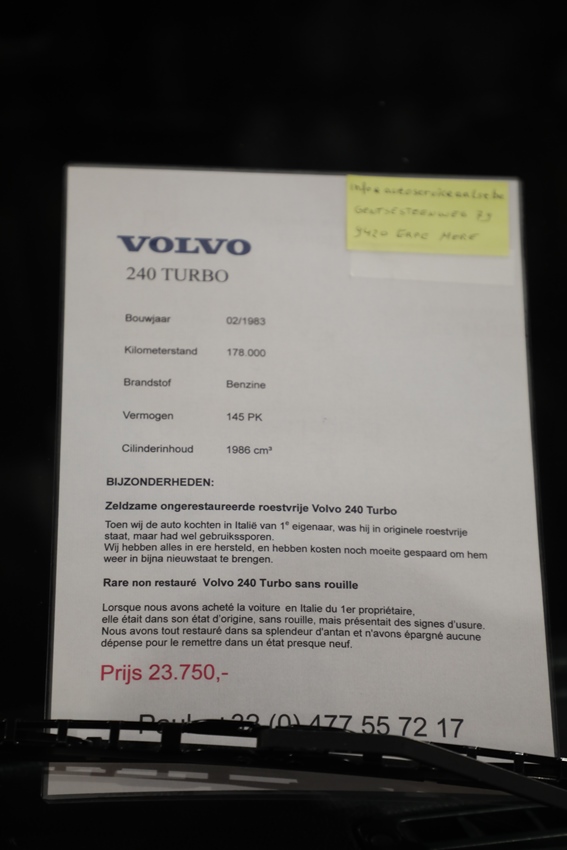 GENTSESTEENWEG 79
9420 ERPE MERE
VOLVO
240 TURBO
Bouwjaar 02/1983
Kilometerstand 178.000
Brandstof Benzine
Vermogen 145 PK
Cilinderinhoud 1986 cm³
BIJZONDERHEDEN:
Zeldzame ongerestaureerde roestvrije Volvo 240 Turbo
Toen wij de auto kochten in Italië van 1e eigenaar, was hij in originele roestvrije
staat, maar had wel gebruikssporen.
Wij hebben alles in ere hersteld, en hebben kosten noch moeite gespaard om hem
weer in bijna nieuwstaat te brengen.
Rare non restauré Volvo 240 Turbo sans rouille
Lorsque nous avons acheté la voiture en Italie du 1er propriétaire,
elle était dans son état d'origine, sans rouille, mais présentait des signes d'usure.
Nous avons tout restauré dans sa splendeur d'antan et n'avons épargné aucune
dépense pour le remettre dans un état presque neuf.
Prijs 23.750,-
(0) 477 55 72 17